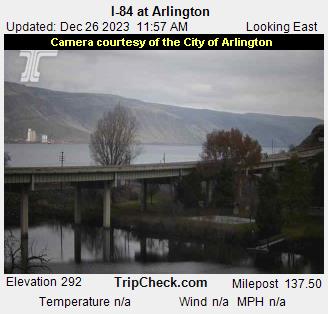 I-84 at Arlington
Updated: Dec 26 2023  11:57 AM    Looking East
Camera courtesy of the City of Arlington
Elevation 292    TripCheck.com    Milepost 137.50
Temperature n/a    Wind n/a  MPH n/a